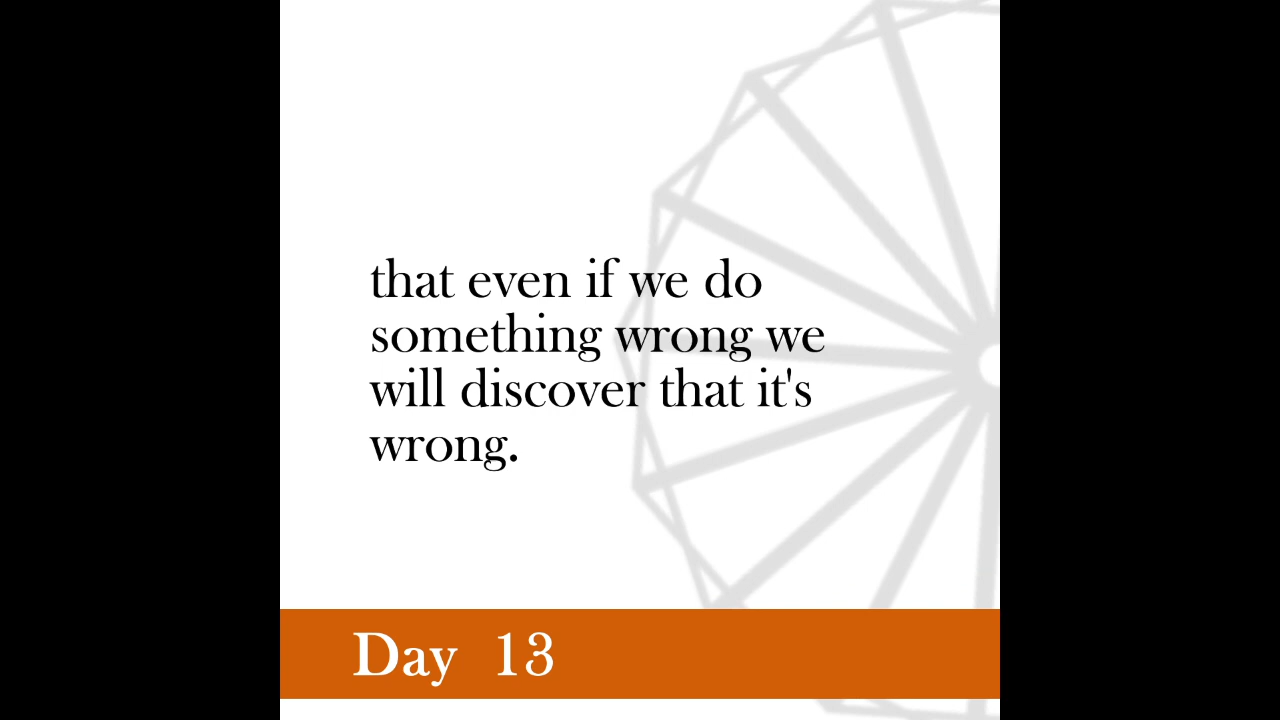 that even if we do
something wrong we
will discover that it's
wrong.
Day 13